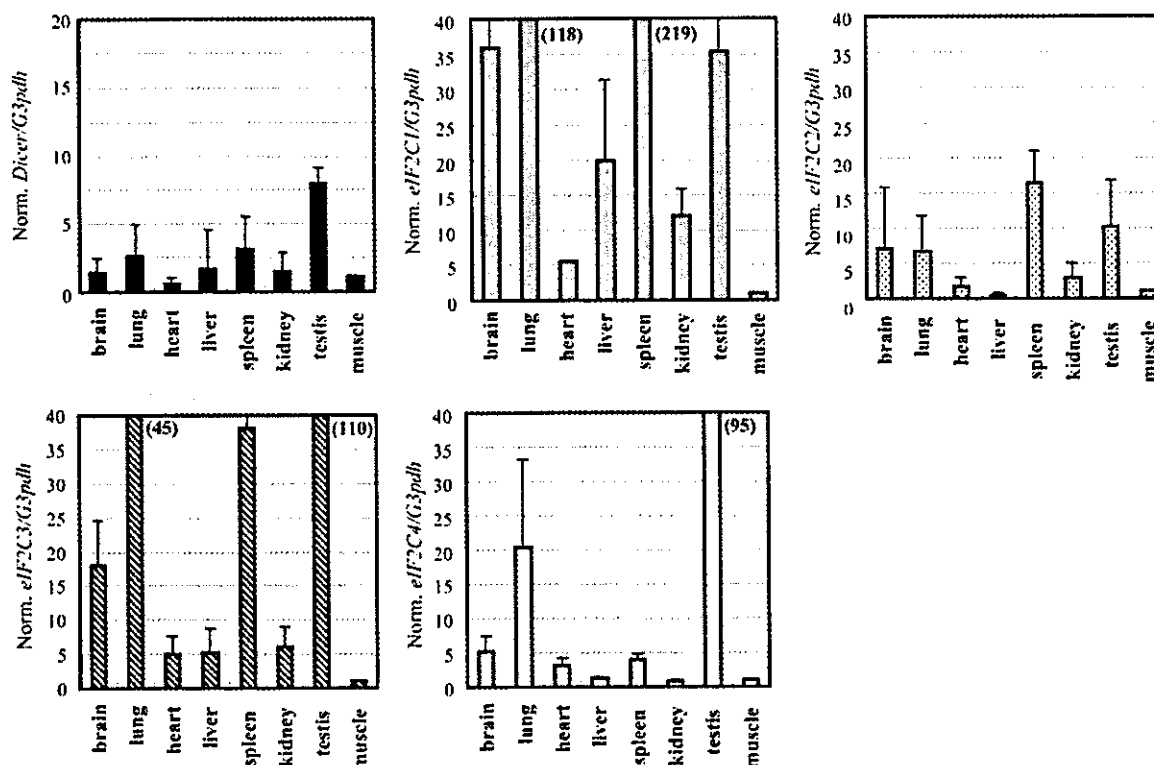 Norm. Dicer/G3pdh
20
15
10
5
0
brain
lung
heart
liver
spleen
kidney
testis
muscle
Norm. eIF2C1/G3pdh
40
35
30
25
20
15
10
5
0
(118)
(219)
brain
lung
heart
liver
spleen
kidney
testis
muscle
Norm. eIF2C2/G3pdh
40
35
30
25
20
15
10
5
0
brain
lung
heart
liver
spleen
kidney
testis
muscle
Norm. eIF2C3/G3pdh
40
35
30
25
20
15
10
5
0
(45)
(110)
brain
lung
heart
liver
spleen
kidney
testis
muscle
Norm. eIF2C4/G3pdh
40
35
30
25
20
15
10
5
0
(95)
brain
lung
heart
liver
spleen
kidney
testis
muscle